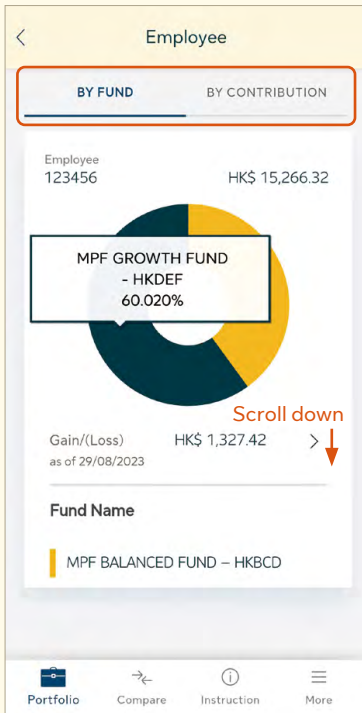 Employee
BY FUND BY CONTRIBUTION
Employee
123456 HK$ 15,266.32
MPF GROWTH FUND
- HKDEF
60.020%
Scroll down
Gain/(Loss) HK$ 1,327.42
as of 29/08/2023
Fund Name
MPF BALANCED FUND – HKBCD
Portfolio Compare Instruction More